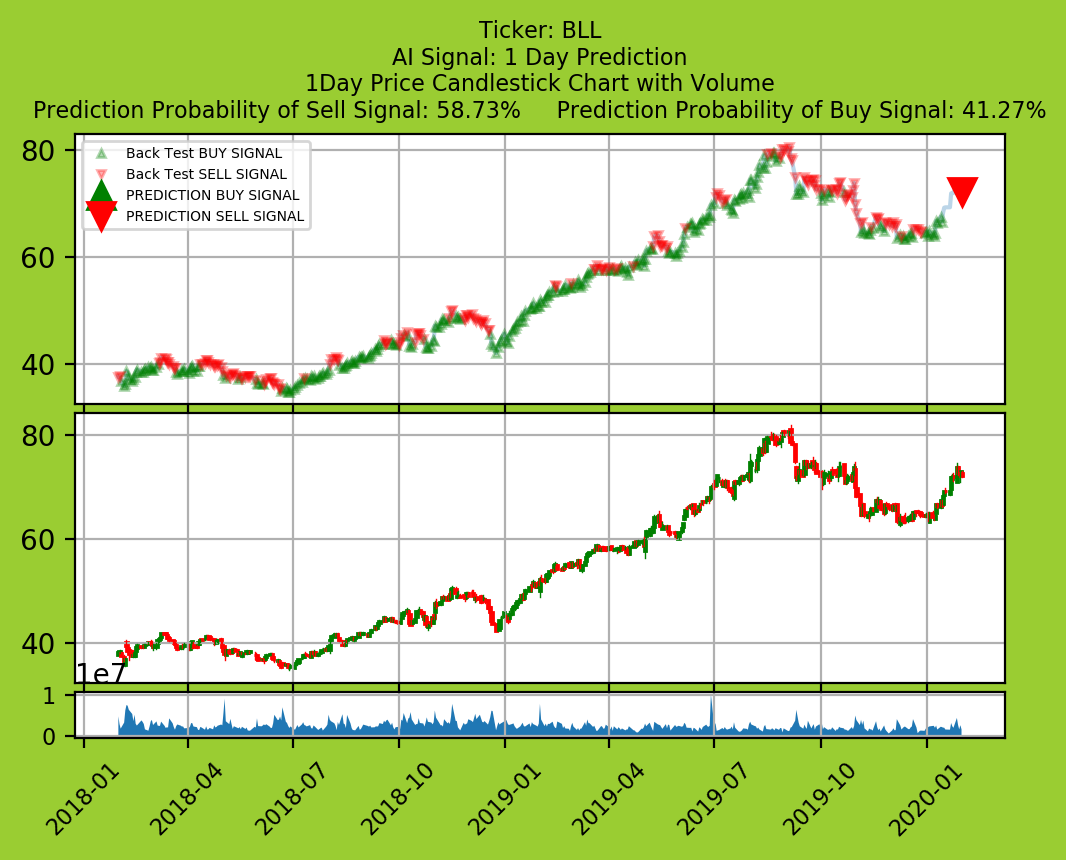 Ticker: BLL
AI Signal: 1 Day Prediction
1Day Price Candlestick Chart with Volume
Prediction Probability of Sell Signal: 58.73%     Prediction Probability of Buy Signal: 41.27%
80
60
40
Back Test BUY SIGNAL
Back Test SELL SIGNAL
PREDICTION BUY SIGNAL
PREDICTION SELL SIGNAL
80
60
40
1e7
1
0
2018-01
2018-04
2018-07
2018-10
2019-01
2019-04
2019-07
2019-10
2020-01